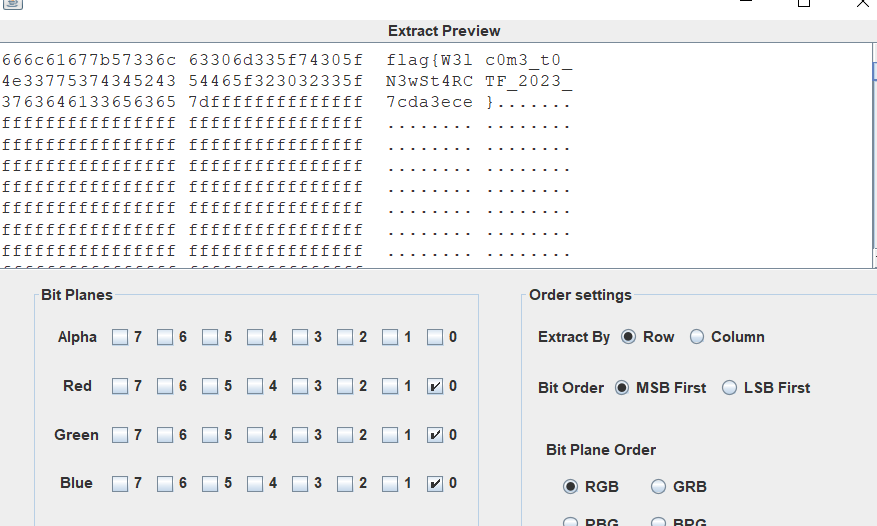 Extract Preview
666c61677b57336c 63306d335f74305f flag{W3l c0m3_t0_
4e33775374345243 54465f323032335f N3wSt4RC TF_2023_
3763646133656365 7dffffffffffffff 7cda3ece }.......
ffffffffffffffff ffffffffffffffff ........ ........
ffffffffffffffff ffffffffffffffff ........ ........
ffffffffffffffff ffffffffffffffff ........ ........
ffffffffffffffff ffffffffffffffff ........ ........
ffffffffffffffff ffffffffffffffff ........ ........
ffffffffffffffff ffffffffffffffff ........ ........
ffffffffffffffff ffffffffffffffff ........ ........
Bit Planes
Alpha 7 6 5 4 3 2 1 0
Red 7 6 5 4 3 2 1 0
Green 7 6 5 4 3 2 1 0
Blue 7 6 5 4 3 2 1 0
Order settings
Extract By Row Column
Bit Order MSB First LSB First
Bit Plane Order
RGB GRB